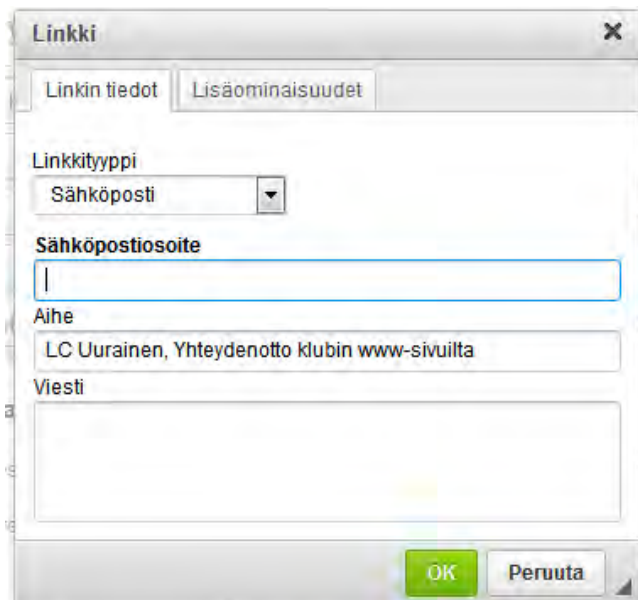 Linkki
Linkin tiedot Lisäominaisuudet
Linkkityyppi
Sähköposti
Sähköpostiosoite
Aihe
LC Uurainen, Yhteydenotto klubin www-sivuilta
Viesti
OK Peruuta